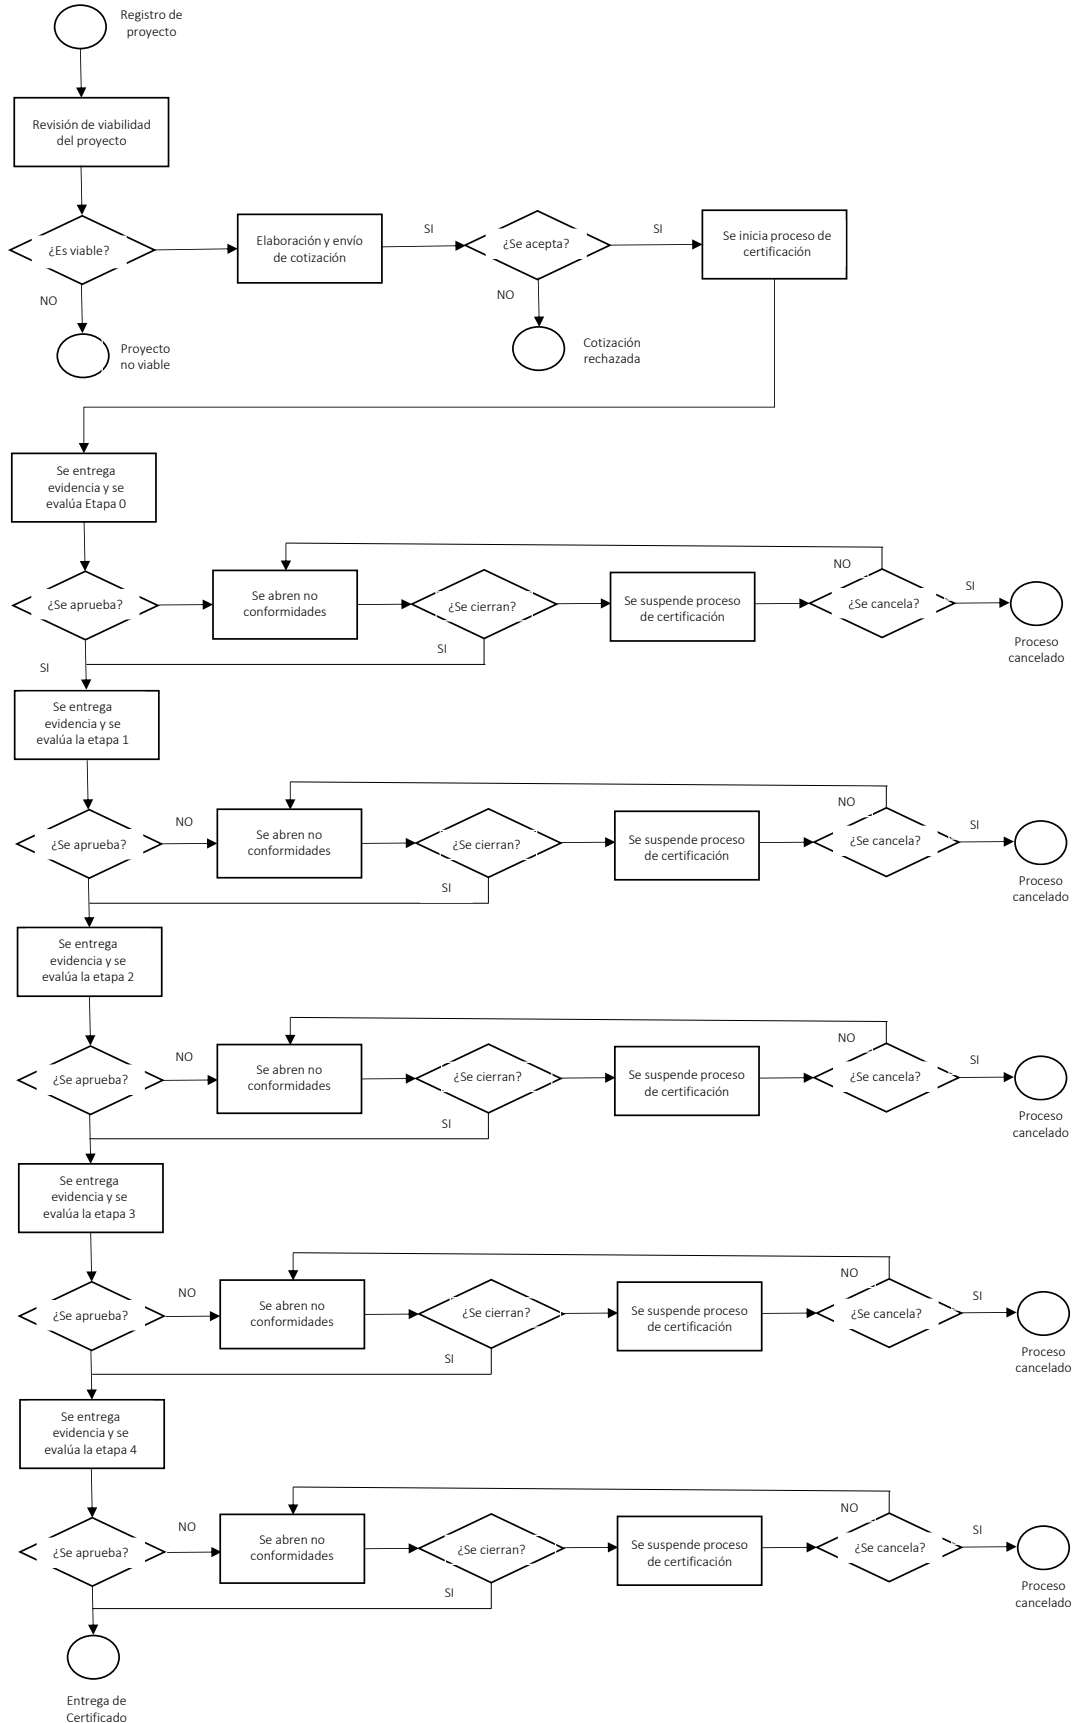 Registro de
proyecto
Revisión de viabilidad
del proyecto
¿Es viable?
Elaboración y envío
de cotización
SI
¿Se acepta?
SI
Se inicia proceso de
certificación
NO
NO
Proyecto
no viable
Cotización
rechazada
Se entrega
evidencia y se
evalúa Etapa 0
¿Se aprueba?
Se abren no
conformidades
¿Se cierran?
Se suspende proceso
de certificación
NO
¿Se cancela?
SI
Proceso
cancelado
SI
SI
Se entrega
evidencia y se
evalúa la etapa 1
¿Se aprueba?
NO
Se abren no
conformidades
¿Se cierran?
Se suspende proceso
de certificación
NO
¿Se cancela?
SI
Proceso
cancelado
SI
Se entrega
evidencia y se
evalúa la etapa 2
¿Se aprueba?
NO
Se abren no
conformidades
¿Se cierran?
Se suspende proceso
de certificación
NO
¿Se cancela?
SI
Proceso
cancelado
SI
Se entrega
evidencia y se
evalúa la etapa 3
¿Se aprueba?
NO
Se abren no
conformidades
¿Se cierran?
Se suspende proceso
de certificación
NO
¿Se cancela?
SI
Proceso
cancelado
SI
Se entrega
evidencia y se
evalúa la etapa 4
¿Se aprueba?
NO
Se abren no
conformidades
¿Se cierran?
Se suspende proceso
de certificación
NO
¿Se cancela?
SI
Proceso
cancelado
SI
Entrega de
Certificado